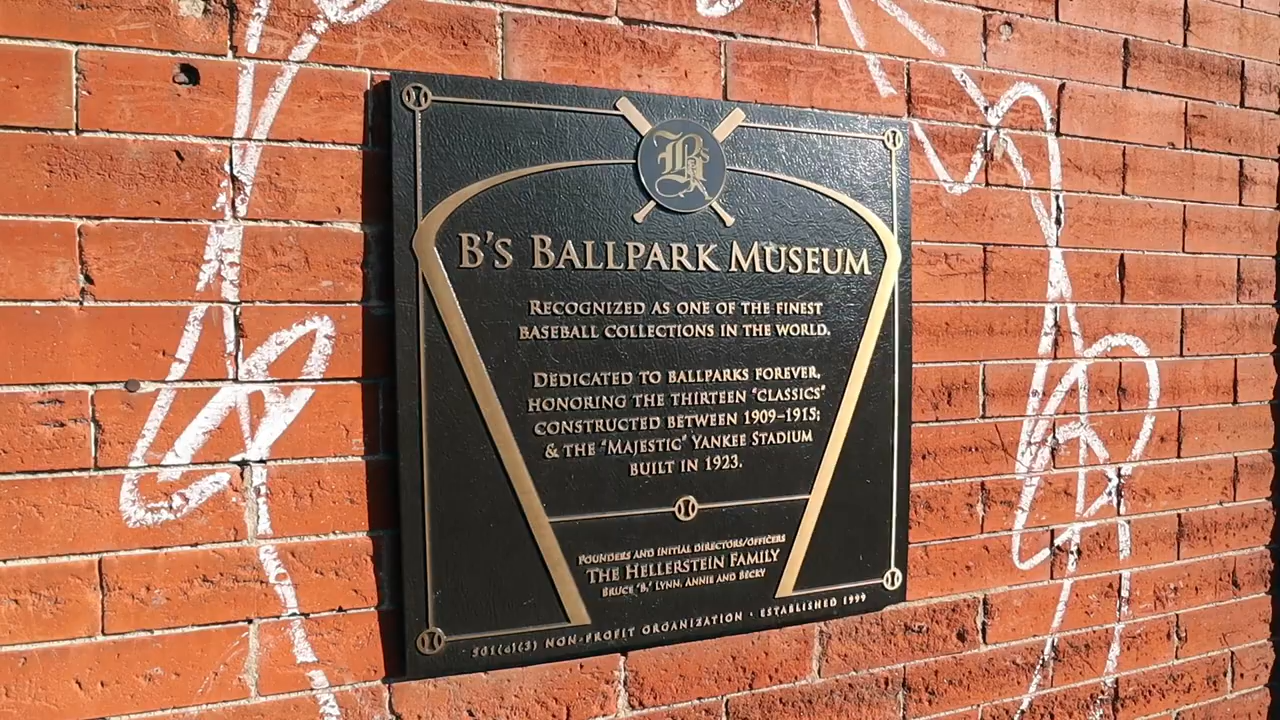 B's
B's Ballpark Museum
Recognized as one of the finest
baseball collections in the world.
Dedicated to ballparks forever,
honoring the thirteen "classics"
constructed between 1909-1915;
& the "Majestic" Yankee Stadium
built in 1923.
Founders and initial directors/officers
The Hellerstein Family
Bruce "B," Lynn, Annie and Becky
501(c)(3) non-profit organization · established 1999